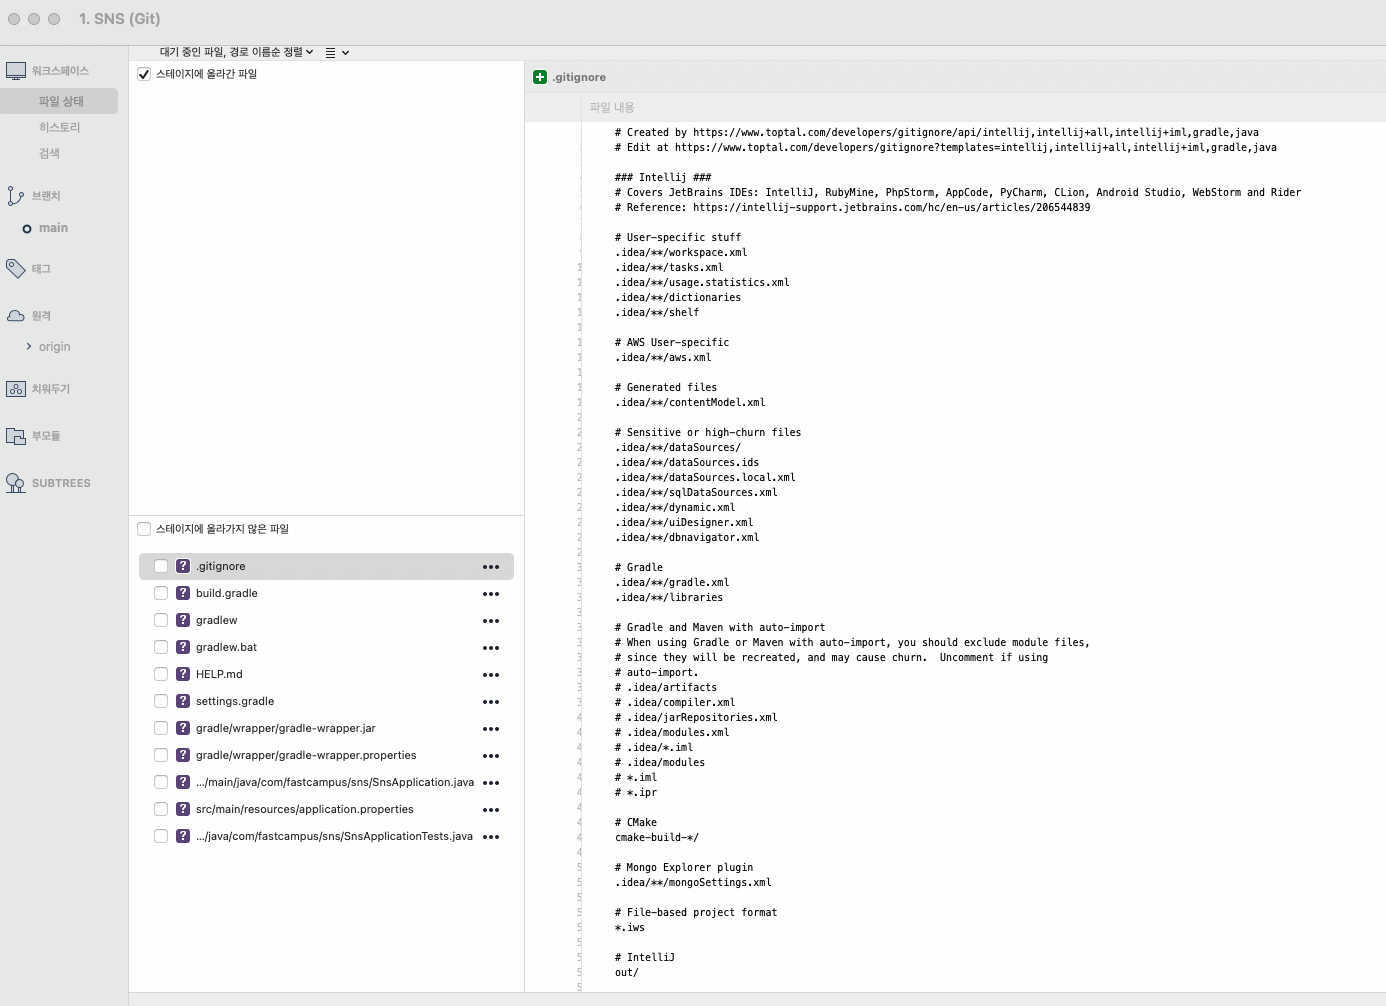 1. SNS (Git)
대기 중인 파일, 경로 이름순 정렬
워크스페이스
파일 상태
히스토리
검색
브랜치
main
태그
원격
origin
치워두기
부모듈
SUBTREES
스테이지에 올라간 파일
스테이지에 올라가지 않은 파일
.gitignore
build.gradle
gradlew
gradlew.bat
HELP.md
settings.gradle
gradle/wrapper/gradle-wrapper.jar
gradle/wrapper/gradle-wrapper.properties
.../main/java/com/fastcampus/sns/SnsApplication.java
src/main/resources/application.properties
.../java/com/fastcampus/sns/SnsApplicationTests.java
.gitignore
파일 내용
# Created by https://www.toptal.com/developers/gitignore/api/intellij,intellij+all,intellij+iml,gradle,java
# Edit at https://www.toptal.com/developers/gitignore?templates=intellij,intellij+all,intellij+iml,gradle,java
### Intellij ###
# Covers JetBrains IDEs: IntelliJ, RubyMine, PhpStorm, AppCode, PyCharm, CLion, Android Studio, WebStorm and Rider
# Reference: https://intellij-support.jetbrains.com/hc/en-us/articles/206544839
# User-specific stuff
.idea/**/workspace.xml
.idea/**/tasks.xml
.idea/**/usage.statistics.xml
.idea/**/dictionaries
.idea/**/shelf
# AWS User-specific
.idea/**/aws.xml
# Generated files
.idea/**/contentModel.xml
# Sensitive or high-churn files
.idea/**/dataSources/
.idea/**/dataSources.ids
.idea/**/dataSources.local.xml
.idea/**/sqlDataSources.xml
.idea/**/dynamic.xml
.idea/**/uiDesigner.xml
.idea/**/dbnavigator.xml
# Gradle
.idea/**/gradle.xml
.idea/**/libraries
# Gradle and Maven with auto-import
# When using Gradle or Maven with auto-import, you should exclude module files,
# since they will be recreated, and may cause churn.  Uncomment if using
# auto-import.
# .idea/artifacts
# .idea/compiler.xml
# .idea/jarRepositories.xml
# .idea/modules.xml
# .idea/*.iml
# .idea/modules
# *.iml
# *.ipr
# CMake
cmake-build-*/
# Mongo Explorer plugin
.idea/**/mongoSettings.xml
# File-based project format
*.iws
# IntelliJ
out/